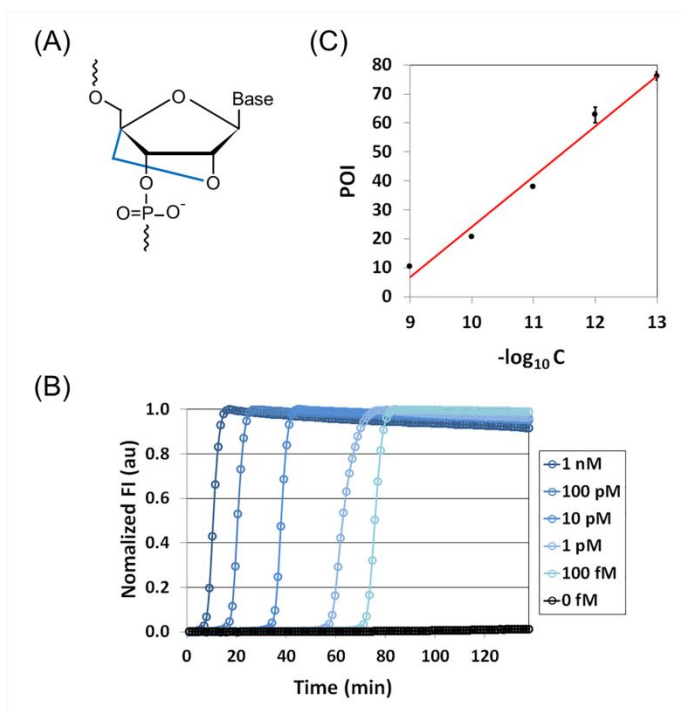 (A)
O
O
Base
O
O
O=P–O-
(C)
80
70
60
50
40
30
20
10
0
POI
9 10 11 12 13
-log10 C
(B)
1.0
0.8
0.6
0.4
0.2
0.0
Nomalized FI (au)
0 20 40 60 80 100 120
Time (min)
1 nM
100 pM
10 pM
1 pM
100 fM
0 fM